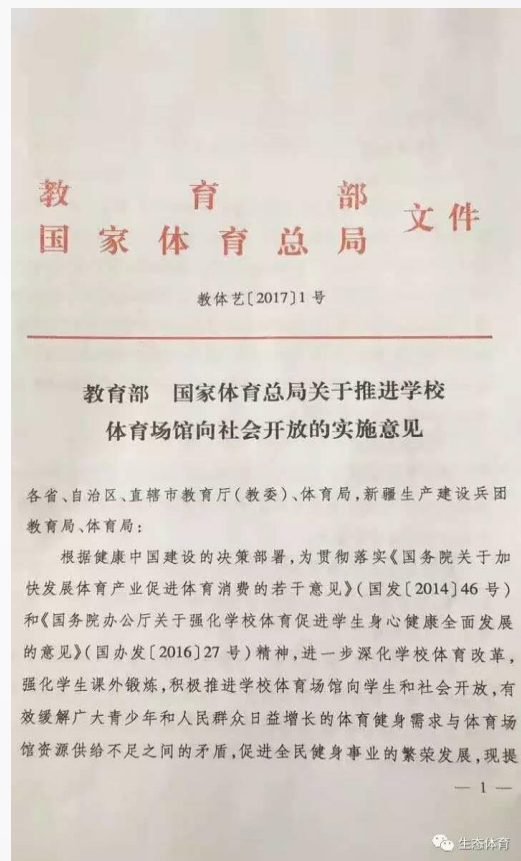 教育部
国家体育总局
文件
教体艺〔2017〕1号
教育部　国家体育总局关于推进学校
体育场馆向社会开放的实施意见
各省、自治区、直辖市教育厅(教委)、体育局,新疆生产建设兵团
教育局、体育局:
根据健康中国建设的决策部署,为贯彻落实《国务院关于加
快发展体育产业促进体育消费的若干意见》(国发〔2014〕46号)
和《国务院办公厅关于强化学校体育促进学生身心健康全面发展
的意见》(国办发〔2016〕27号)精神,进一步深化学校体育改革,
强化学生课外锻炼,积极推进学校体育场馆向学生和社会开放,有
效缓解广大青少年和人民群众日益增长的体育健身需求与体育场
馆资源供给不足之间的矛盾,促进全民健身事业的繁荣发展,现提
— 1 —
生态体育